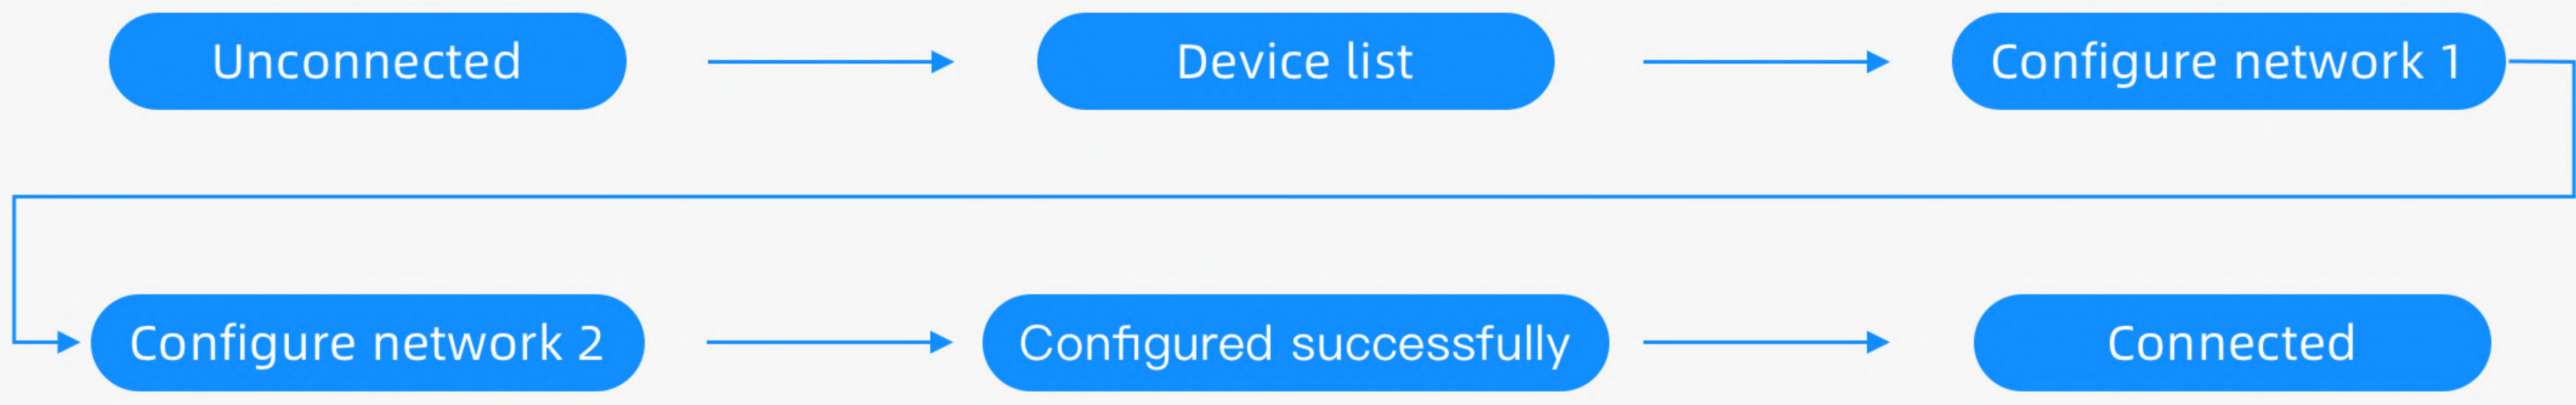 Unconnected
Device list
Configure network 1
Configure network 2
Configured successfully
Connected